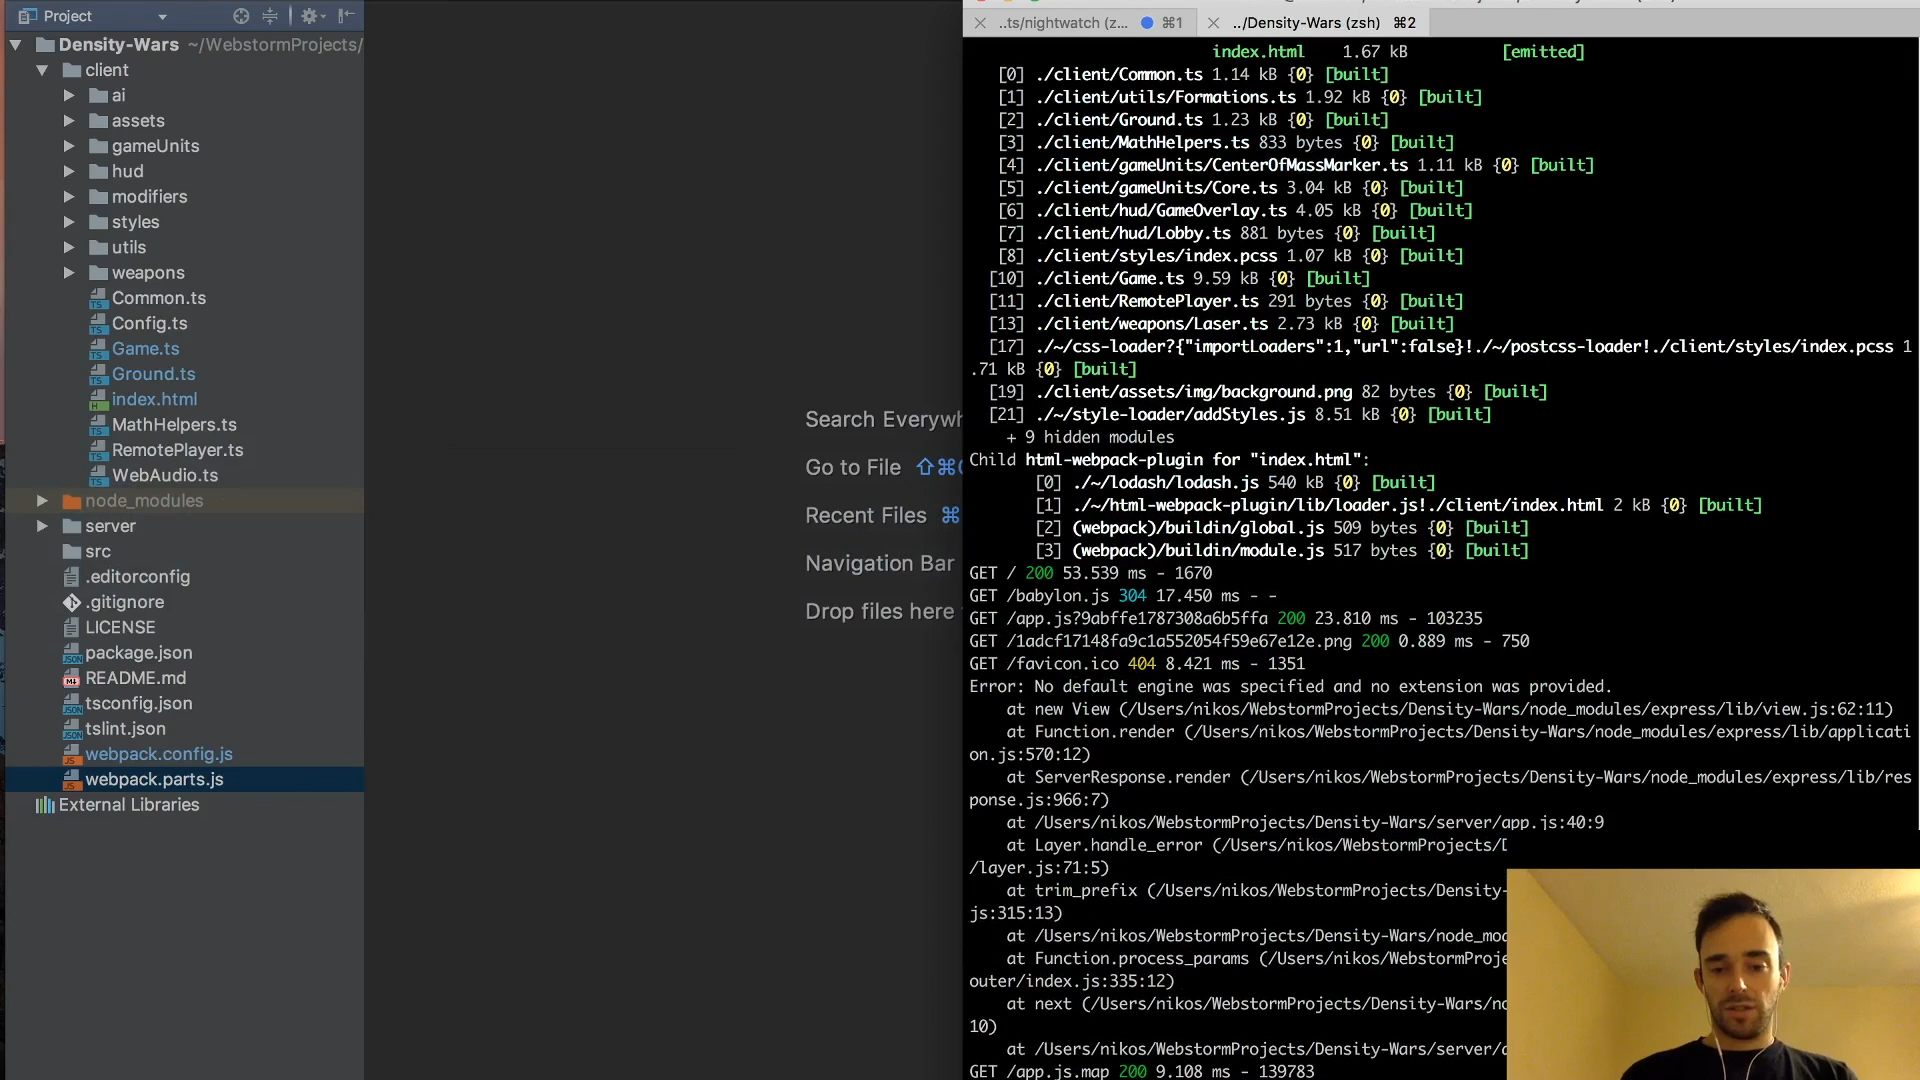 Project
Density-Wars ~/WebstormProjects/
client
ai
assets
gameUnits
hud
modifiers
styles
utils
weapons
Common.ts
Config.ts
Game.ts
Ground.ts
index.html
MathHelpers.ts
RemotePlayer.ts
WebAudio.ts
node_modules
server
src
.editorconfig
.gitignore
LICENSE
package.json
README.md
tsconfig.json
tslint.json
webpack.config.js
webpack.parts.js
External Libraries
Search Everywh
Go to File ⇧⌘
Recent Files ⌘
Navigation Bar
Drop files here
..ts/nightwatch (z... ⌘1
../Density-Wars (zsh) ⌘2
index.html 1.67 kB [emitted]
[0] ./client/Common.ts 1.14 kB {0} [built]
[1] ./client/utils/Formations.ts 1.92 kB {0} [built]
[2] ./client/Ground.ts 1.23 kB {0} [built]
[3] ./client/MathHelpers.ts 833 bytes {0} [built]
[4] ./client/gameUnits/CenterOfMassMarker.ts 1.11 kB {0} [built]
[5] ./client/gameUnits/Core.ts 3.04 kB {0} [built]
[6] ./client/hud/GameOverlay.ts 4.05 kB {0} [built]
[7] ./client/hud/Lobby.ts 881 bytes {0} [built]
[8] ./client/styles/index.pcss 1.07 kB {0} [built]
[10] ./client/Game.ts 9.59 kB {0} [built]
[11] ./client/RemotePlayer.ts 291 bytes {0} [built]
[13] ./client/weapons/Laser.ts 2.73 kB {0} [built]
[17] ./~/css-loader?{"importLoaders":1,"url":false}!./~/postcss-loader!./client/styles/index.pcss 1
.71 kB {0} [built]
[19] ./client/assets/img/background.png 82 bytes {0} [built]
[21] ./~/style-loader/addStyles.js 8.51 kB {0} [built]
+ 9 hidden modules
Child html-webpack-plugin for "index.html":
[0] ./~/lodash/lodash.js 540 kB {0} [built]
[1] ./~/html-webpack-plugin/lib/loader.js!./client/index.html 2 kB {0} [built]
[2] (webpack)/buildin/global.js 509 bytes {0} [built]
[3] (webpack)/buildin/module.js 517 bytes {0} [built]
GET / 200 53.539 ms - 1670
GET /babylon.js 304 17.450 ms - -
GET /app.js?9abffe1787308a6b5ffa 200 23.810 ms - 103235
GET /1adcf17148fa9c1a552054f59e67e12e.png 200 0.889 ms - 750
GET /favicon.ico 404 8.421 ms - 1351
Error: No default engine was specified and no extension was provided.
at new View (/Users/nikos/WebstormProjects/Density-Wars/node_modules/express/lib/view.js:62:11)
at Function.render (/Users/nikos/WebstormProjects/Density-Wars/node_modules/express/lib/applicati
on.js:570:12)
at ServerResponse.render (/Users/nikos/WebstormProjects/Density-Wars/node_modules/express/lib/res
ponse.js:966:7)
at /Users/nikos/WebstormProjects/Density-Wars/server/app.js:40:9
at Layer.handle_error (/Users/nikos/WebstormProjects/D
/layer.js:71:5)
at trim_prefix (/Users/nikos/WebstormProjects/Density-
js:315:13)
at /Users/nikos/WebstormProjects/Density-Wars/node_mod
at Function.process_params (/Users/nikos/WebstormProje
outer/index.js:335:12)
at next (/Users/nikos/WebstormProjects/Density-Wars/no
10)
at /Users/nikos/WebstormProjects/Density-Wars/server/a
GET /app.js.map 200 9.108 ms - 139783